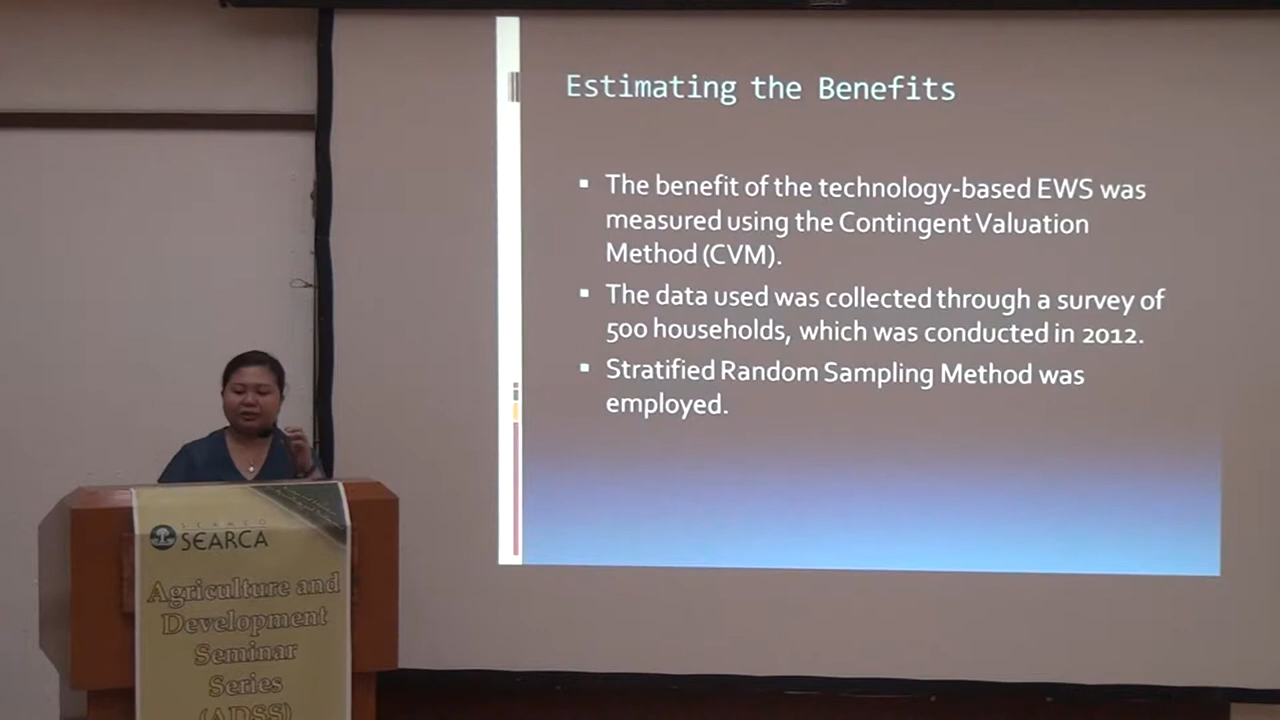 Estimating the Benefits
▪ The benefit of the technology-based EWS was
measured using the Contingent Valuation
Method (CVM).
▪ The data used was collected through a survey of
500 households, which was conducted in 2012.
▪ Stratified Random Sampling Method was
employed.
SEAMEO
SEARCA
Agriculture and
Development
Seminar
Series
(ADSS)